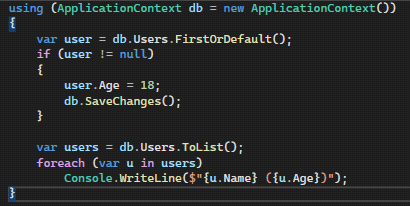 using (ApplicationContext db = new ApplicationContext())
{
    var user = db.Users.FirstOrDefault();
    if (user != null)
    {
        user.Age = 18;
        db.SaveChanges();
    }

    var users = db.Users.ToList();
    foreach (var u in users)
        Console.WriteLine($"{u.Name} ({u.Age})");
}